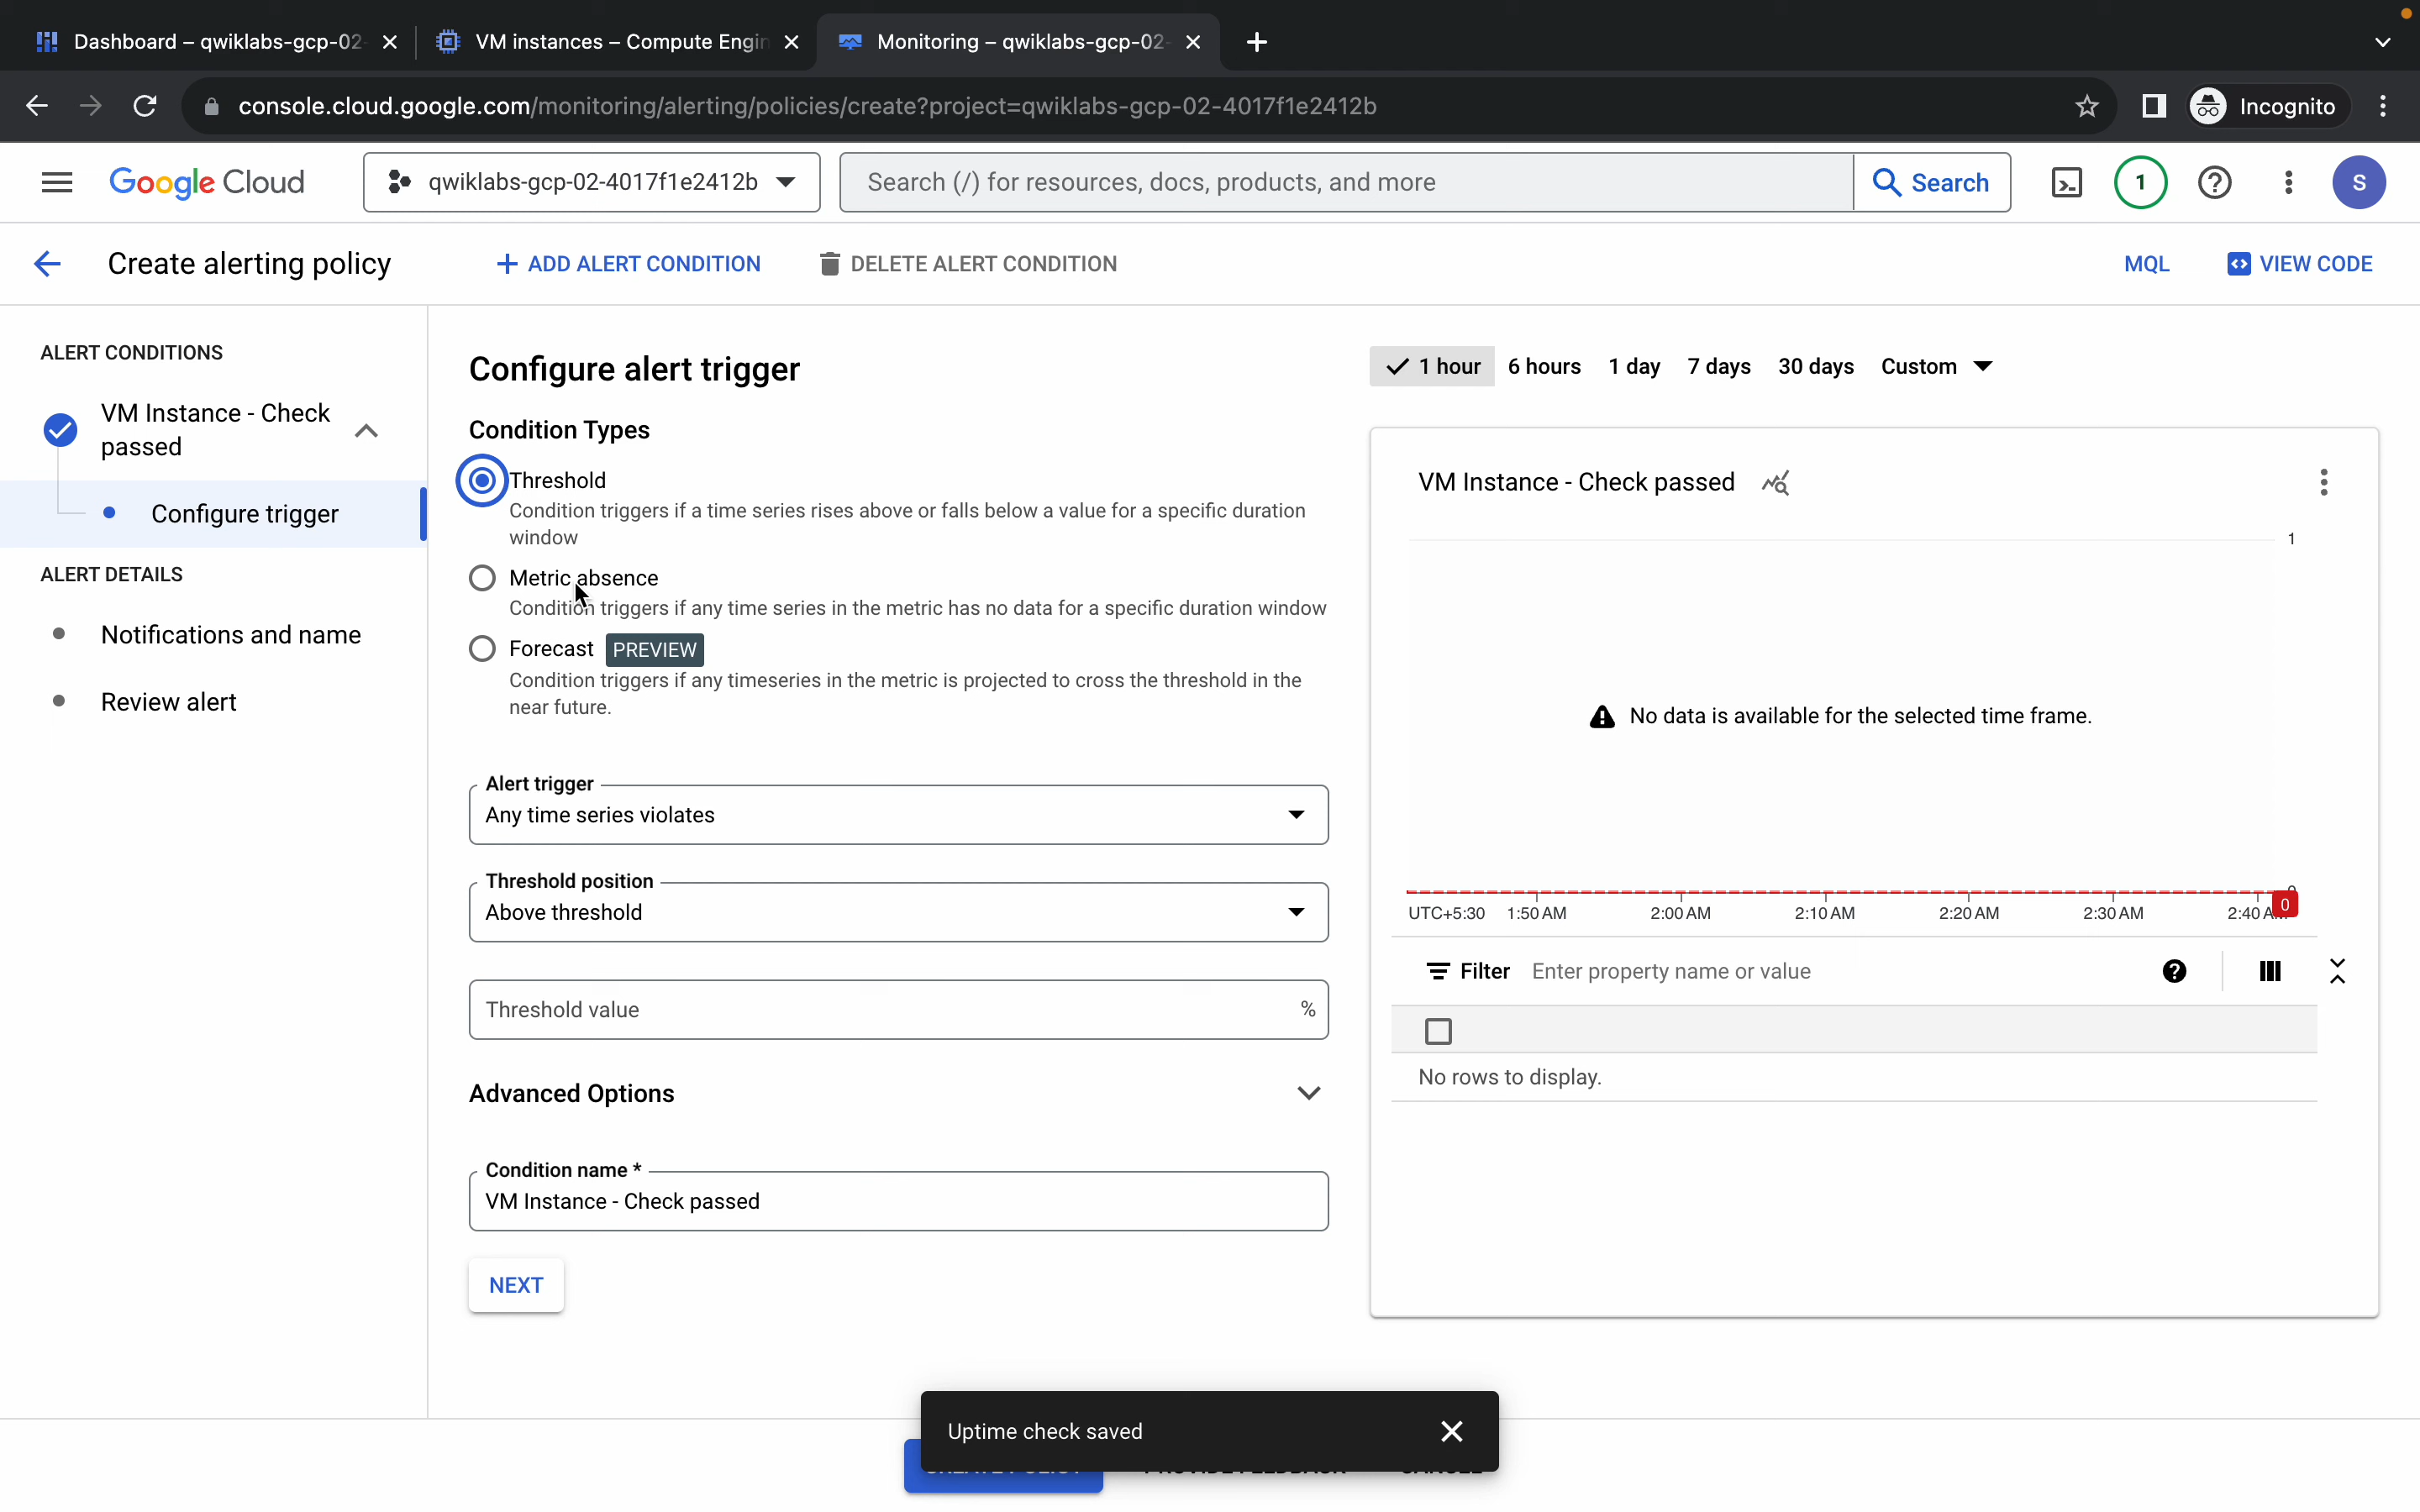 Dashboard – qwiklabs-gcp-02-
VM instances – Compute Engin
Monitoring – qwiklabs-gcp-02-
console.cloud.google.com/monitoring/alerting/policies/create?project=qwiklabs-gcp-02-4017f1e2412b
Incognito
Google Cloud
qwiklabs-gcp-02-4017f1e2412b
Search (/) for resources, docs, products, and more
Search
1
S
Create alerting policy
ADD ALERT CONDITION
DELETE ALERT CONDITION
MQL
VIEW CODE
ALERT CONDITIONS
VM Instance - Check
passed
Configure trigger
ALERT DETAILS
Notifications and name
Review alert
Configure alert trigger
Condition Types
Threshold
Condition triggers if a time series rises above or falls below a value for a specific duration
window
Metric absence
Condition triggers if any time series in the metric has no data for a specific duration window
Forecast PREVIEW
Condition triggers if any timeseries in the metric is projected to cross the threshold in the
near future.
Alert trigger
Any time series violates
Threshold position
Above threshold
Threshold value %
Advanced Options
Condition name *
VM Instance - Check passed
NEXT
1 hour 6 hours 1 day 7 days 30 days Custom
VM Instance - Check passed
1
No data is available for the selected time frame.
0
UTC+5:30 1:50 AM 2:00 AM 2:10 AM 2:20 AM 2:30 AM 2:40
Filter Enter property name or value
No rows to display.
Uptime check saved